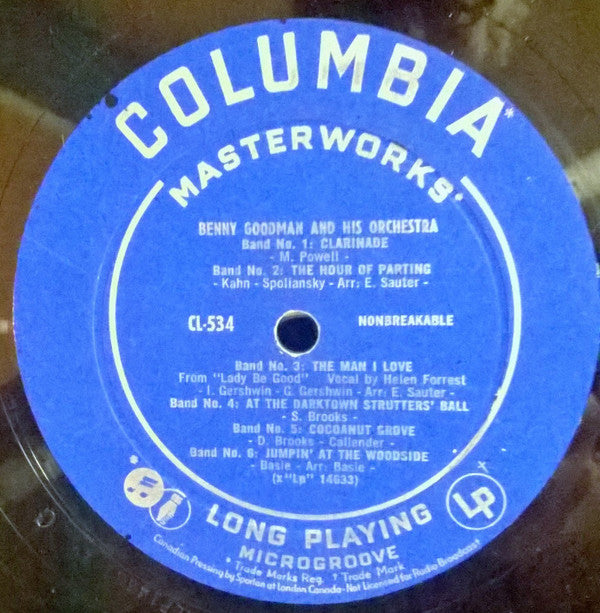 COLUMBIA*
MASTERWORKS*
BENNY GOODMAN AND HIS ORCHESTRA
Band No. 1: CLARINADE
- M. Powell -
Band No. 2: THE HOUR OF PARTING
- Kahn - Spoliansky - Arr: E. Sauter -
CL-534 NONBREAKABLE
Band No. 3: THE MAN I LOVE
From "Lady Be Good" Vocal by Helen Forrest
- I. Gershwin - G. Gershwin - Arr: E. Sauter -
Band No. 4: AT THE DARKTOWN STRUTTERS' BALL
- S. Brooks -
Band No. 5: COCOANUT GROVE
- D. Brooks - Callender -
Band No. 6: JUMPIN' AT THE WOODSIDE
- Basie - Arr: Basie -
(x "Lp" 14633)
Lp
LONG PLAYING
MICROGROOVE
* Trade Marks Reg. † Trade Mark
Canadian Pressing by Spartan at London Canada - Not Licensed for Radio Broadcast